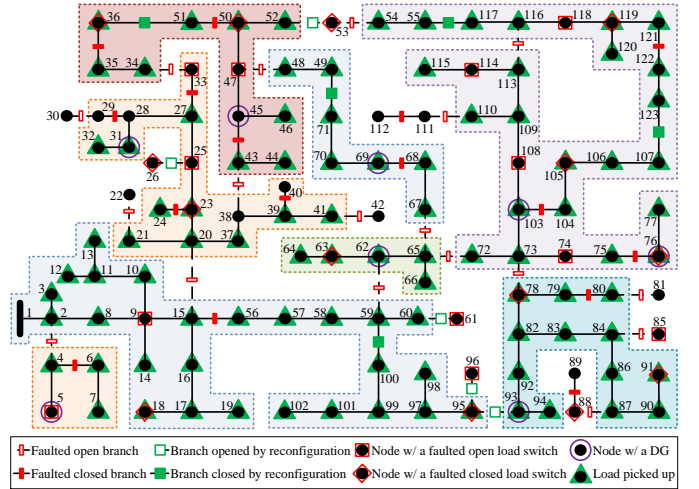 36 51 50 52 53 54 55 117 116 118 119 121
35 34 33 47 48 49 115 114 113 120 122
30 29 28 27 45 46 71 112 111 110 109 123
32 31 25 43 44 70 69 68 108 105 106 107
26
22 24 23 38 39 40 41 42 67 103 104 77
21 20 37 64 63 62 65 72 73 74 75 76
13 12 11 10 66
3 78 79 80 81
1 2 8 9 15 56 57 58 59 60 61 82 83 84 85
4 6 14 16 100 98 96 92 89 86 91
5 7 18 17 19 102 101 99 97 95 93 94 88 87 90
Faulted open branch
Branch opened by reconfiguration
Node w/ a faulted open load switch
Node w/ a DG
Faulted closed branch
Branch closed by reconfiguration
Node w/ a faulted closed load switch
Load picked up